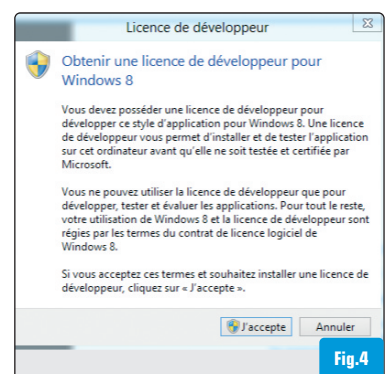 Licence de développeur
Obtenir une licence de développeur pour
Windows 8
Vous devez posséder une licence de développeur pour
développer ce style d'application pour Windows 8. Une licence
de développeur vous permet d'installer et de tester l'application
sur cet ordinateur avant qu'elle ne soit testée et certifiée par
Microsoft.
Vous ne pouvez utiliser la licence de développeur que pour
développer, tester et évaluer les applications. Pour tout le reste,
votre utilisation de Windows 8 et la licence de développeur sont
régies par les termes du contrat de licence logiciel de
Windows 8.
Si vous acceptez ces termes et souhaitez installer une licence de
développeur, cliquez sur « J'accepte ».
J'accepte Annuler
Fig.4